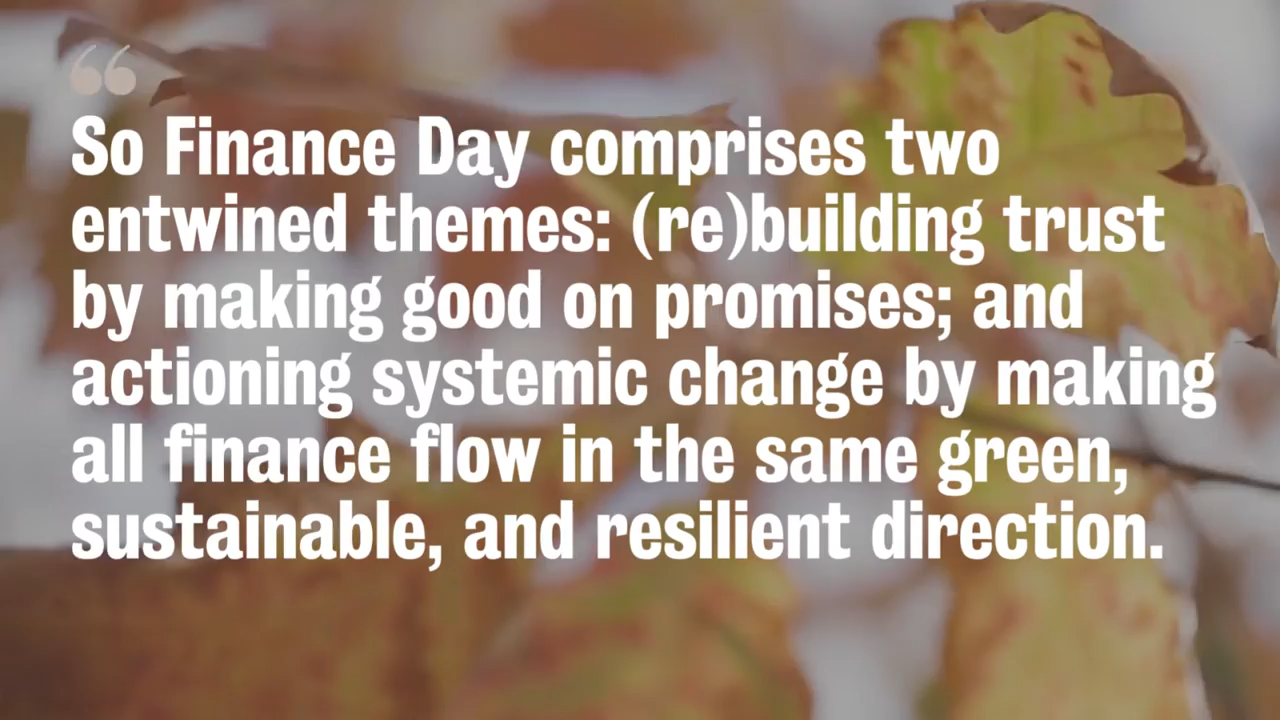 “
So Finance Day comprises two
entwined themes: (re)building trust
by making good on promises; and
actioning systemic change by making
all finance flow in the same green,
sustainable, and resilient direction.